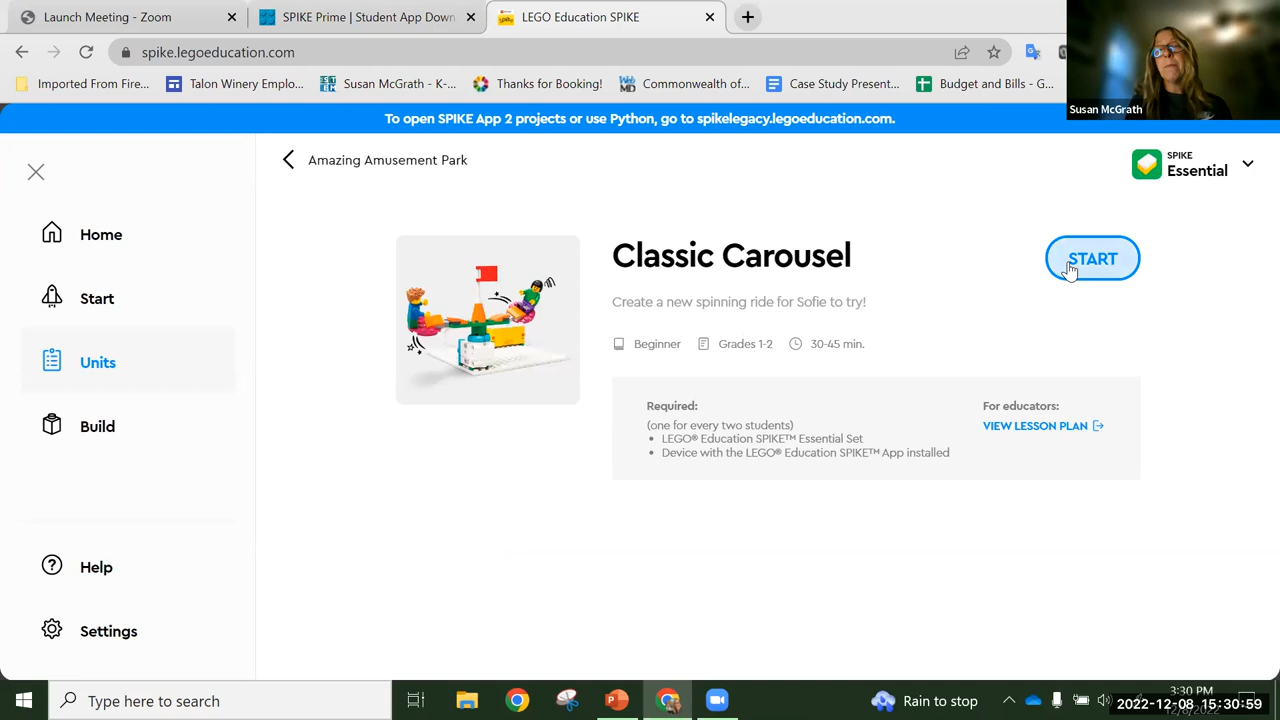 Launch Meeting - Zoom
SPIKE Prime | Student App Down
LEGO Education SPIKE
spike.legoeducation.com
Imported From Fire...
Talon Winery Emplo...
Susan McGrath - K-...
Thanks for Booking!
Commonwealth of...
Case Study Present...
Budget and Bills - G...
Susan McGrath
To open SPIKE App 2 projects or use Python, go to spikelegacy.legoeducation.com.
Amazing Amusement Park
SPIKE
Essential
Home
Start
Units
Build
Help
Settings
Classic Carousel
START
Create a new spinning ride for Sofie to try!
Beginner
Grades 1-2
30-45 min.
Required:
(one for every two students)
• LEGO® Education SPIKE™ Essential Set
• Device with the LEGO® Education SPIKE™ App installed
For educators:
VIEW LESSON PLAN
Type here to search
Rain to stop
3:30 PM
2022-12-08 15:30:59